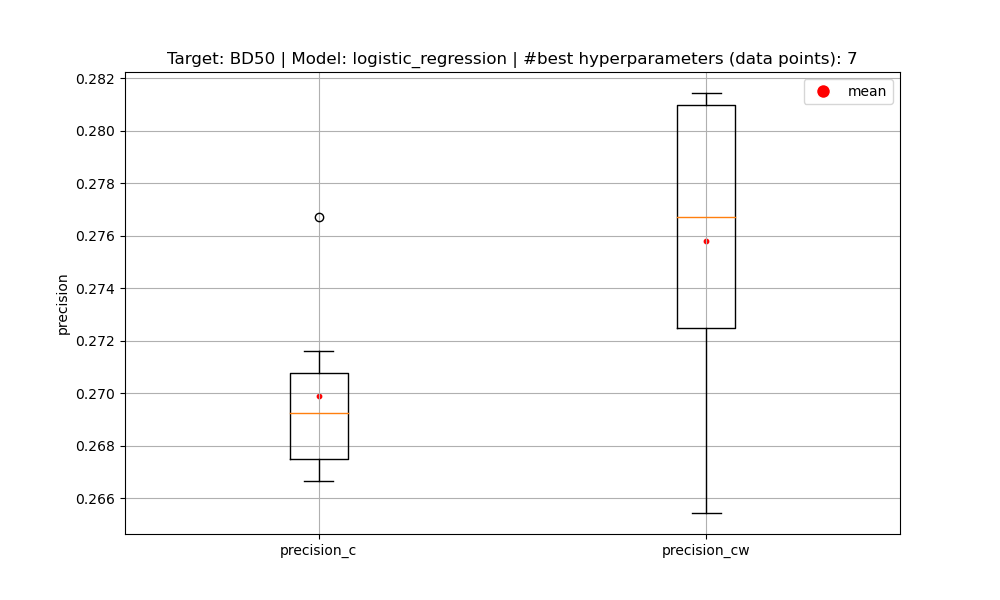 Target: BD50 | Model: logistic_regression | #best hyperparameters (data points): 7
mean
precision
0.282
0.280
0.278
0.276
0.274
0.272
0.270
0.268
0.266
precision_c
precision_cw